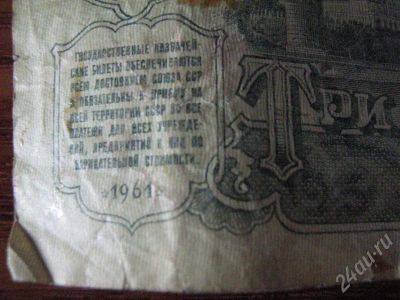 ГОСУДАРСТВЕННЫЕ КАЗНАЧЕЙ-
СКИЕ БИЛЕТЫ ОБЕСПЕЧИВАЮТСЯ
ВСЕМ ДОСТОЯНИЕМ СОЮЗА ССР
И ОБЯЗАТЕЛЬНЫ К ПРИЕМУ НА
ВСЕЙ ТЕРРИТОРИИ СССР ВО ВСЕ
ПЛАТЕЖИ ДЛЯ ВСЕХ УЧРЕЖДЕ-
НИЙ, ПРЕДПРИЯТИЙ И ЛИЦ ПО
НАРИЦАТЕЛЬНОЙ СТОИМОСТИ.
1961
ТРИ
24au.ru